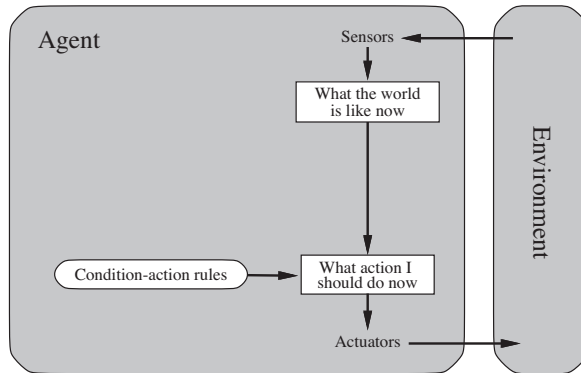 Agent
Sensors
What the world
is like now
Environment
Condition-action rules
What action I
should do now
Actuators